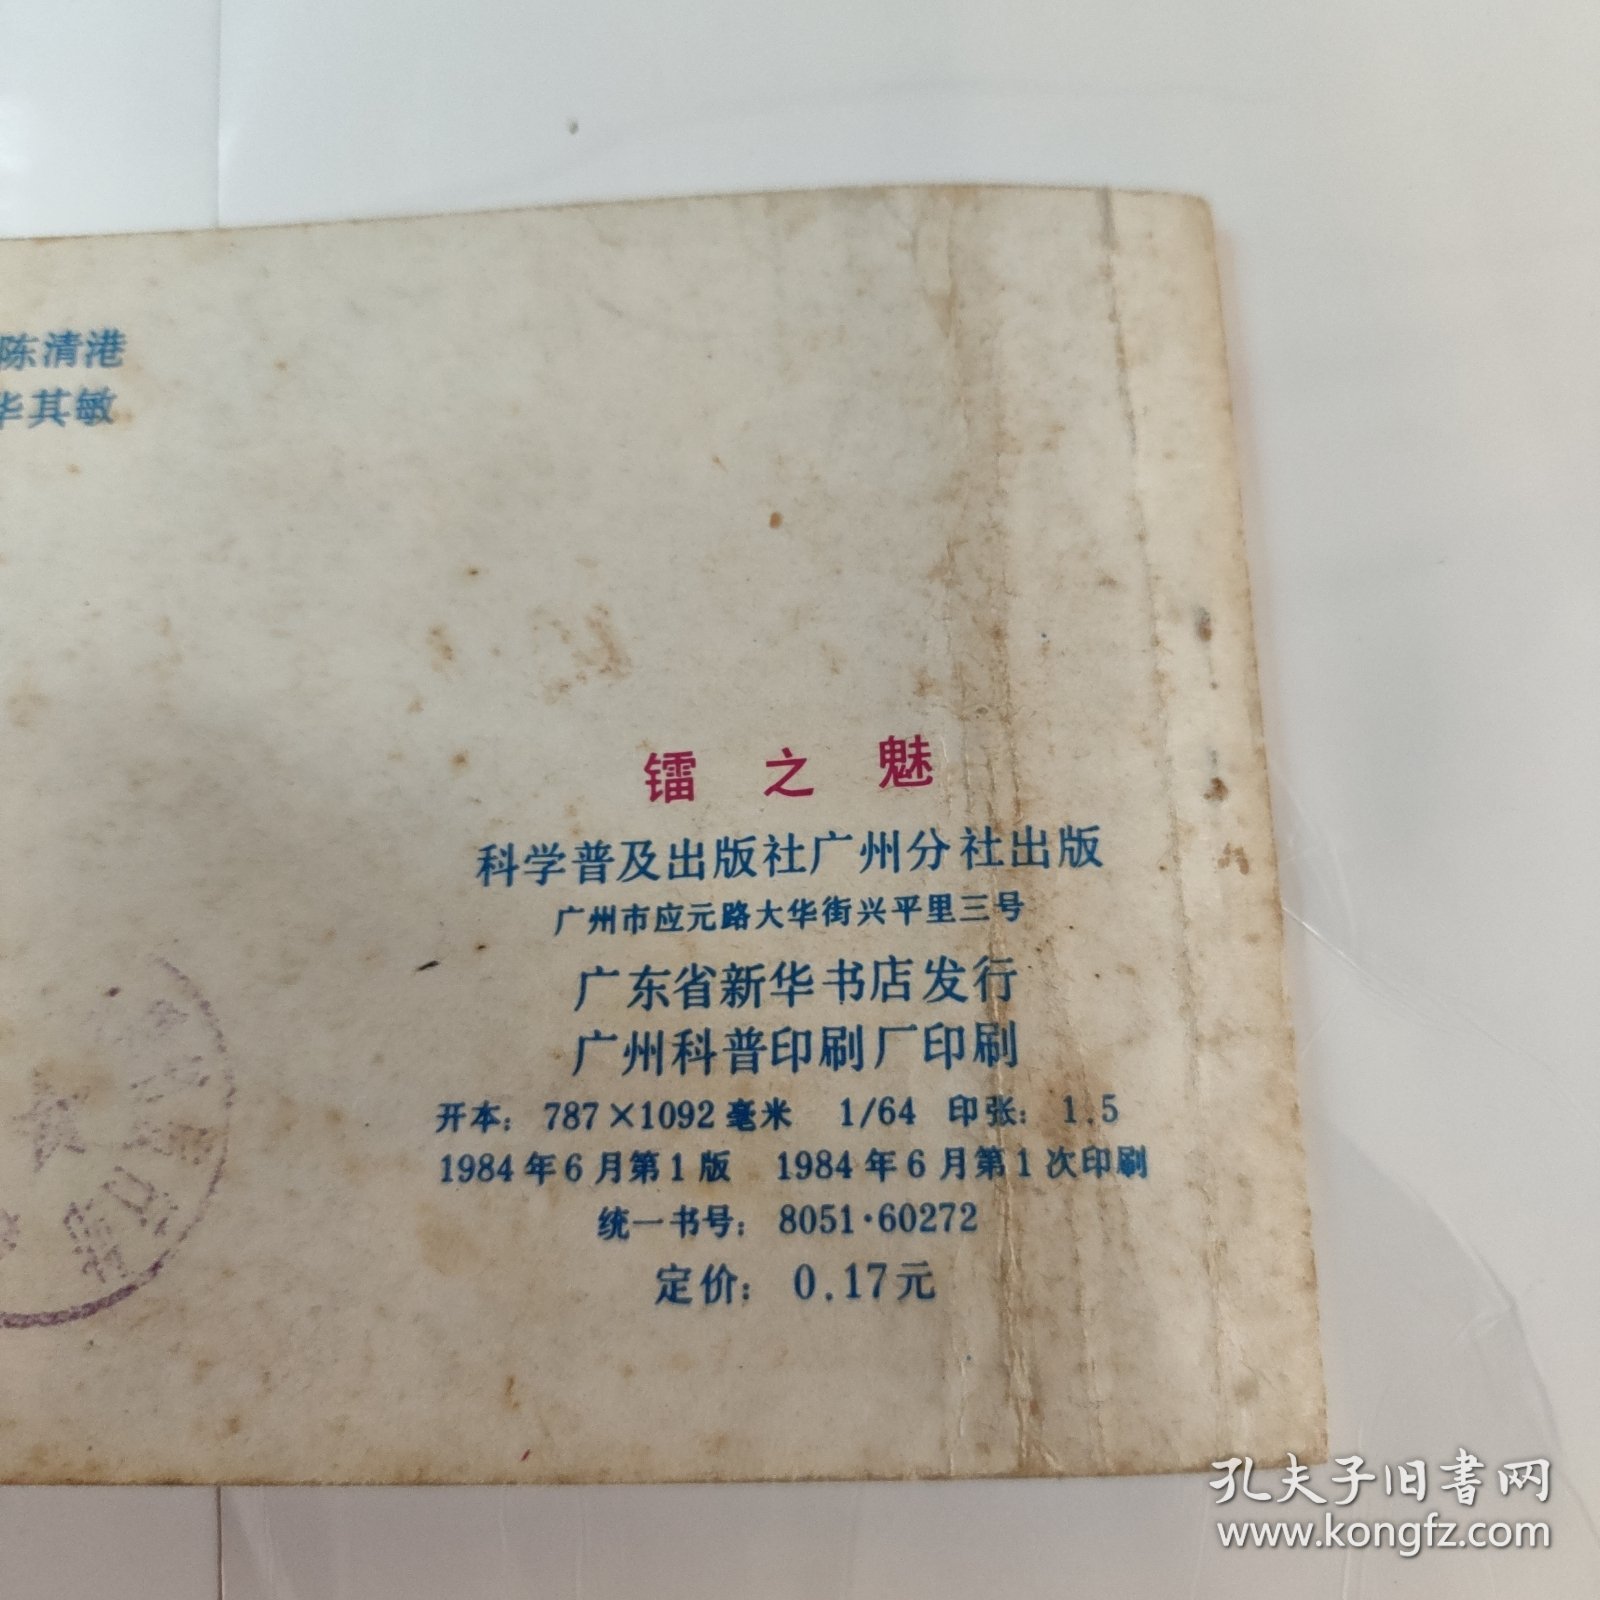 陈清港
华其敏
镭之魅
科学普及出版社广州分社出版
广州市应元路大华街兴平里三号
广东省新华书店发行
广州科普印刷厂印刷
开本：787×1092毫米 1/64 印张：1.5
1984年6月第1版 1984年6月第1次印刷
统一书号：8051·60272
定价：0.17元
孔夫子旧书网
www.kongfz.com